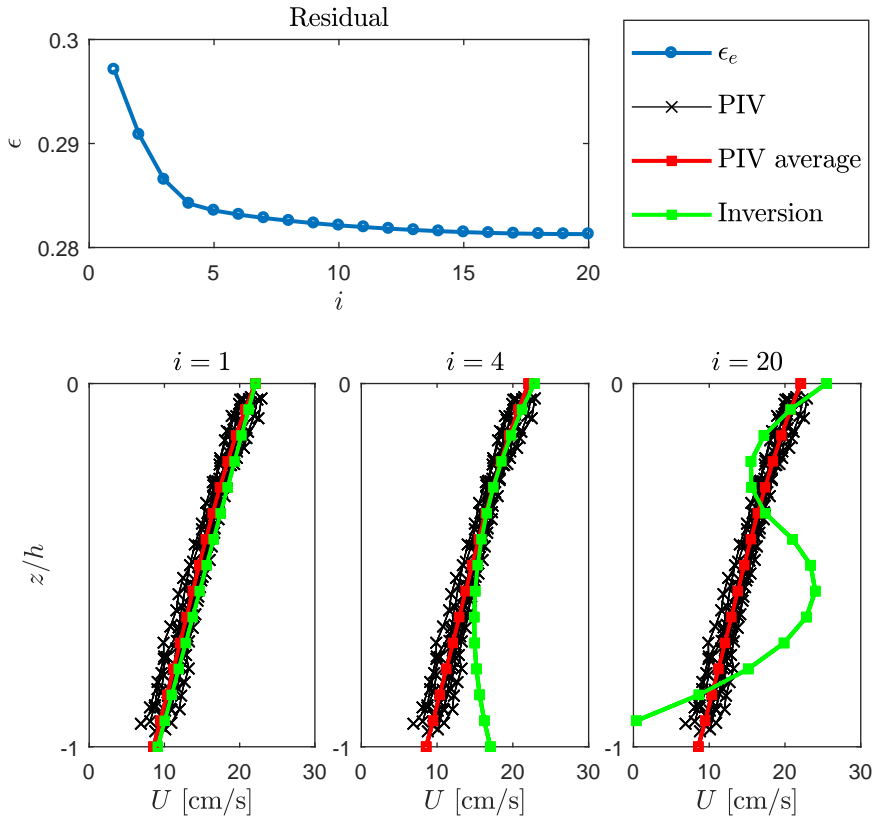 Residual
0.3
0.29
0.28
ϵ
0 5 10 15 20
i
ϵ_e
PIV
PIV average
Inversion
i = 1
i = 4
i = 20
0
-1
z/h
0 10 20 30
U [cm/s]
0
-1
0 10 20 30
U [cm/s]
0
-1
0 10 20 30
U [cm/s]